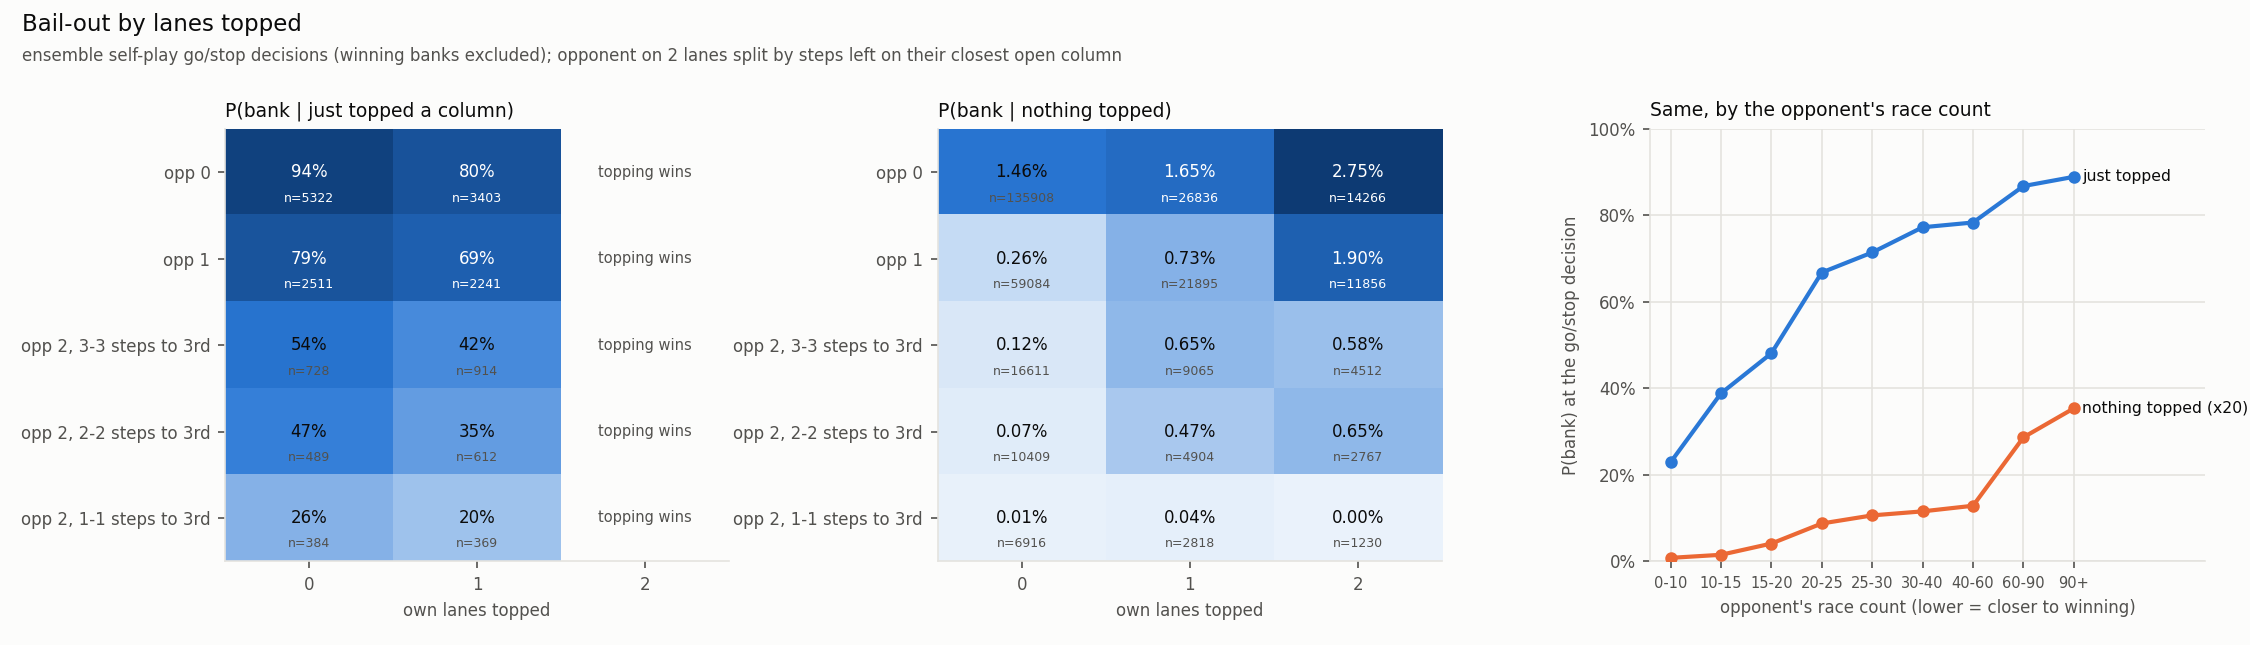 Bail-out by lanes topped
ensemble self-play go/stop decisions (winning banks excluded); opponent on 2 lanes split by steps left on their closest open column
P(bank | just topped a column)
opp 0
94%
n=5322
80%
n=3403
topping wins
opp 1
79%
n=2511
69%
n=2241
topping wins
opp 2, 3-3 steps to 3rd
54%
n=728
42%
n=914
topping wins
opp 2, 2-2 steps to 3rd
47%
n=489
35%
n=612
topping wins
opp 2, 1-1 steps to 3rd
26%
n=384
20%
n=369
topping wins
0
1
2
own lanes topped
P(bank | nothing topped)
opp 0
1.46%
n=135908
1.65%
n=26836
2.75%
n=14266
opp 1
0.26%
n=59084
0.73%
n=21895
1.90%
n=11856
opp 2, 3-3 steps to 3rd
0.12%
n=16611
0.65%
n=9065
0.58%
n=4512
opp 2, 2-2 steps to 3rd
0.07%
n=10409
0.47%
n=4904
0.65%
n=2767
opp 2, 1-1 steps to 3rd
0.01%
n=6916
0.04%
n=2818
0.00%
n=1230
0
1
2
own lanes topped
Same, by the opponent's race count
P(bank) at the go/stop decision
100%
80%
60%
40%
20%
0%
just topped
nothing topped (x20)
0-10
10-15
15-20
20-25
25-30
30-40
40-60
60-90
90+
opponent's race count (lower = closer to winning)